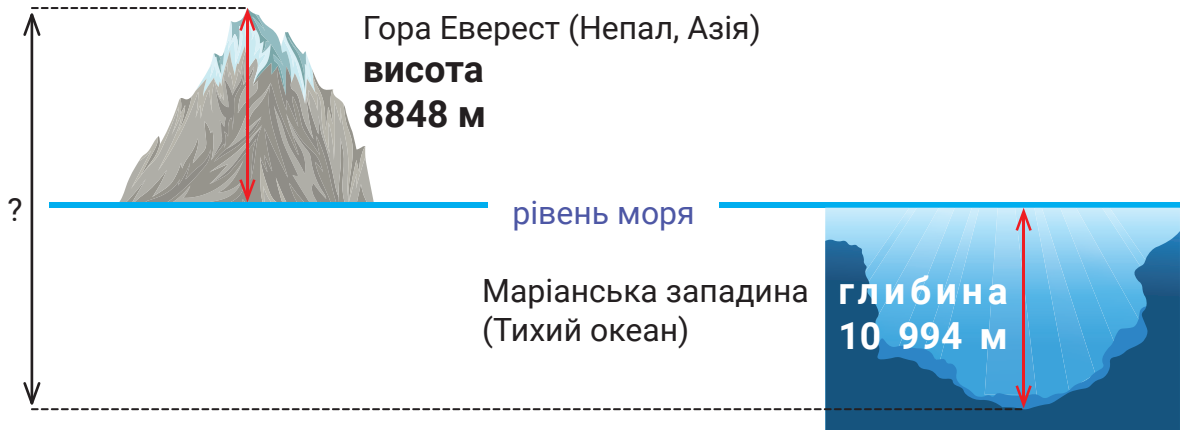 Гора Еверест (Непал, Азія)
висота
8848 м
?
рівень моря
Маріанська западина
(Тихий океан)
глибина
10 994 м